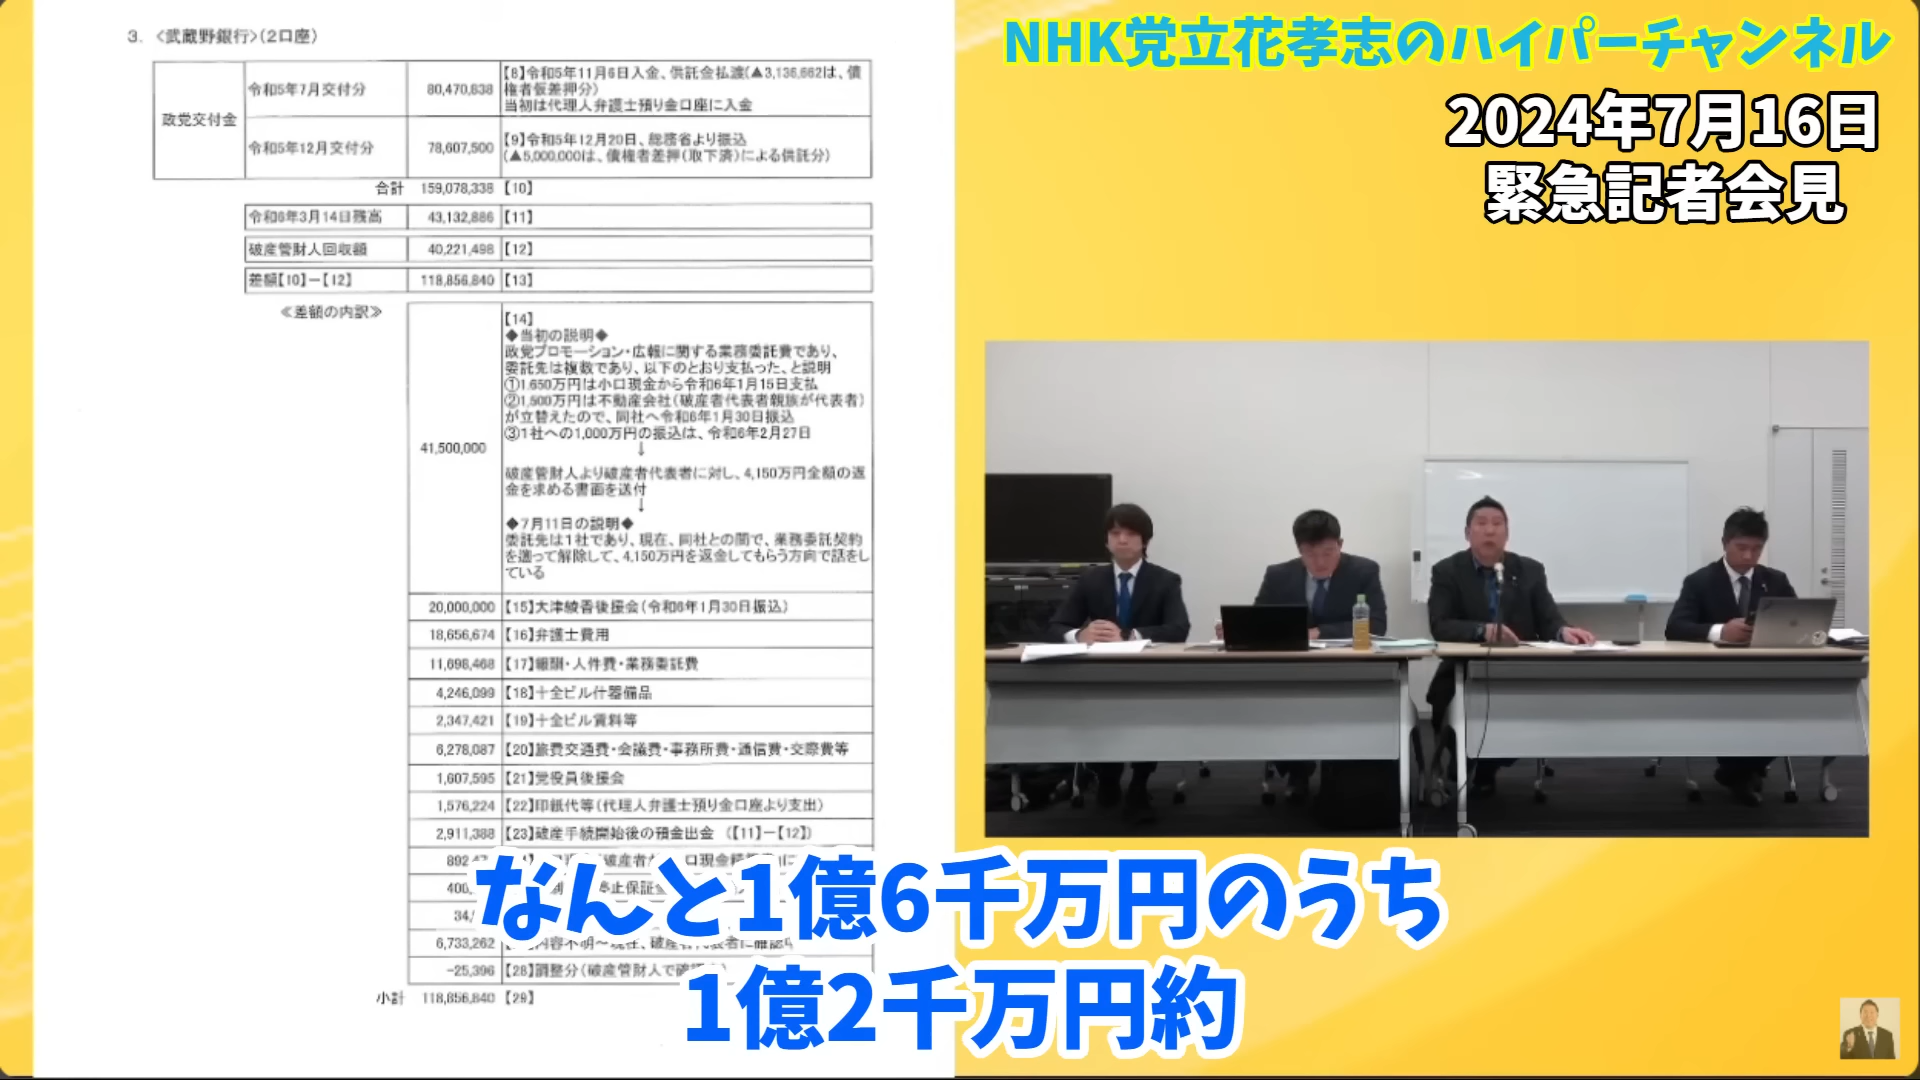 3. <武蔵野銀行>(2口座)
政党交付金
令和5年7月交付分 80,470,838 【8】令和5年11月6日入金、供託金払渡(▲3,136,662は、債
権者仮差押分)
当初は代理人弁護士預り金口座に入金
令和5年12月交付分 78,607,500 【9】令和5年12月20日、総務省より振込
(▲5,000,000は、債権者差押(取下済)による供託分)
合計 159,078,338 【10】
令和6年3月14日残高 43,132,886 【11】
破産管財人回収額 40,221,498 【12】
差額【10】ー【12】 118,856,840 【13】
≪差額の内訳≫
41,500,000
【14】
◆当初の説明◆
政党プロモーション・広報に関する業務委託費であり、
委託先は複数であり、以下のとおり支払った、と説明
①1,650万円は小口現金から令和6年1月15日支払
②1,500万円は不動産会社(破産者代表者親族が代表者)
が立替えたので、同社へ令和6年1月30日振込
③1社への1,000万円の振込は、令和6年2月27日
↓
破産管財人より破産者代表者に対し、4,150万円全額の返
金を求める書面を送付
↓
◆7月11日の説明◆
委託先は1社であり、現在、同社との間で、業務委託契約
を遡って解除して、4,150万円を返金してもらう方向で話をし
ている
20,000,000 【15】大津綾香後援会(令和6年1月30日振込)
18,656,674 【16】弁護士費用
11,698,468 【17】報酬・人件費・業務委託費
4,246,099 【18】十全ビル什器備品
2,347,421 【19】十全ビル賃料等
6,278,087 【20】旅費交通費・会議費・事務所費・通信費・交際費等
1,607,595 【21】党役員後援会
1,576,224 【22】印紙代等(代理人弁護士預り金口座より支出)
2,911,388 【23】破産手続開始後の預金出金 (【11】ー【12】)
892
400,
34,
6,733,262 内容不明～現在、破産者代表者に確認中
-25,396 【28】調整分(破産管財人で確
小計 118,856,840 【29】
NHK党立花孝志のハイパーチャンネル
2024年7月16日
緊急記者会見
なんと1億6千万円のうち
1億2千万円約